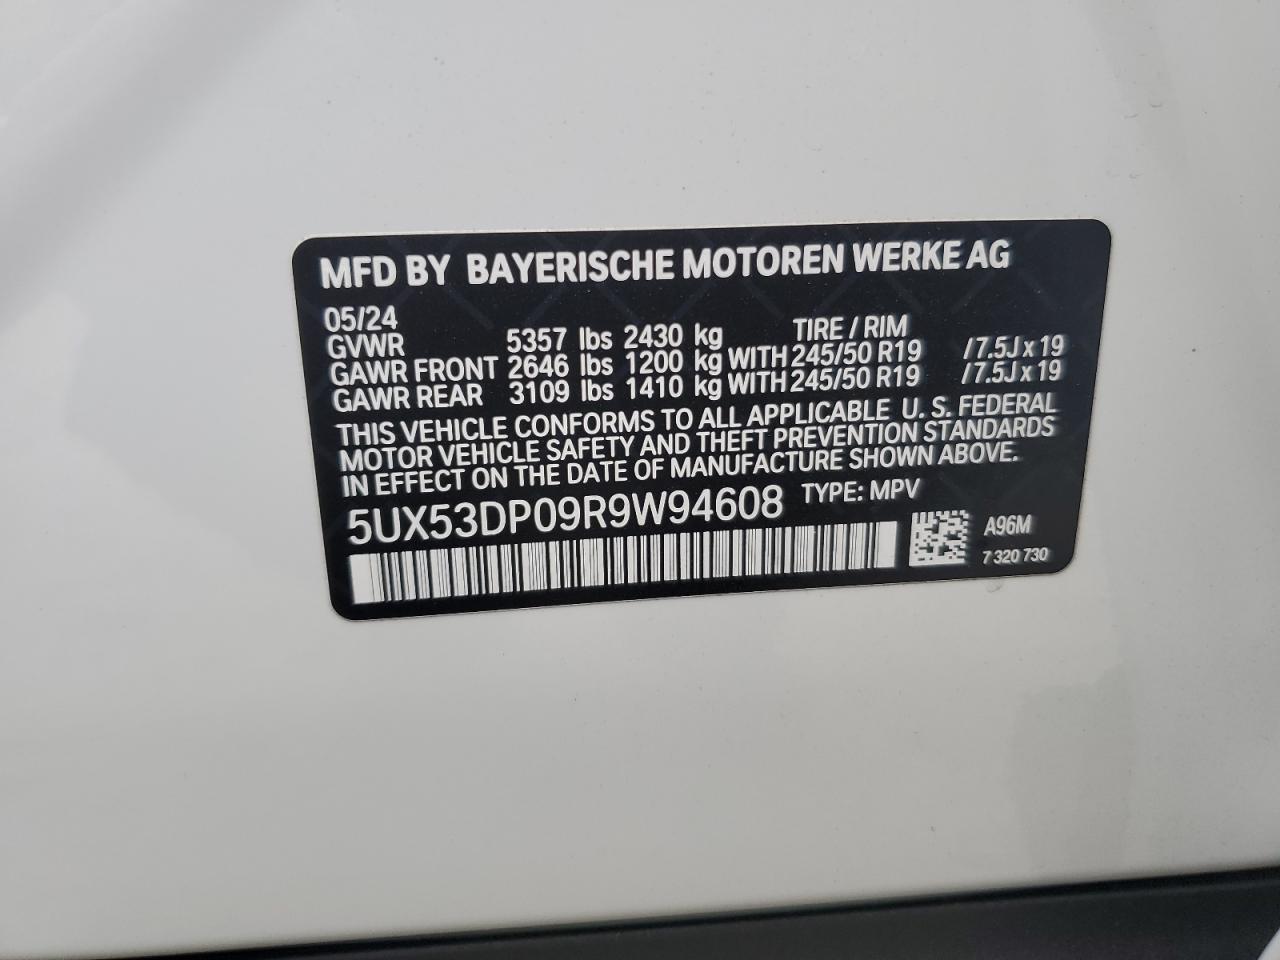 MFD BY BAYERISCHE MOTOREN WERKE AG
05/24 TIRE / RIM
GVWR 5357 lbs 2430 kg
GAWR FRONT 2646 lbs 1200 kg WITH 245/50 R19 /7.5J x 19
GAWR REAR 3109 lbs 1410 kg WITH 245/50 R19 /7.5J x 19
THIS VEHICLE CONFORMS TO ALL APPLICABLE U. S. FEDERAL
MOTOR VEHICLE SAFETY AND THEFT PREVENTION STANDARDS
IN EFFECT ON THE DATE OF MANUFACTURE SHOWN ABOVE.
5UX53DP09R9W94608 TYPE: MPV
A96M
7 320 730